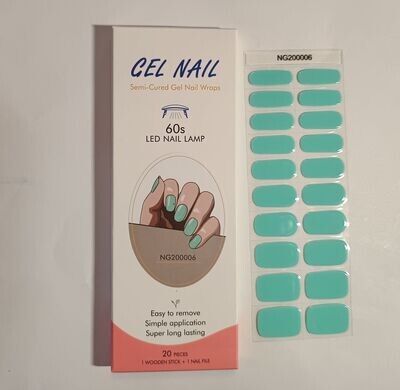 GEL NAIL
Semi-Cured Gel Nail Wraps
60s
LED NAIL LAMP
NG200006
Easy to remove
Simple application
Super long lasting
20 PIECES
1 WOODEN STICK + 1 NAIL FILE
NG200006